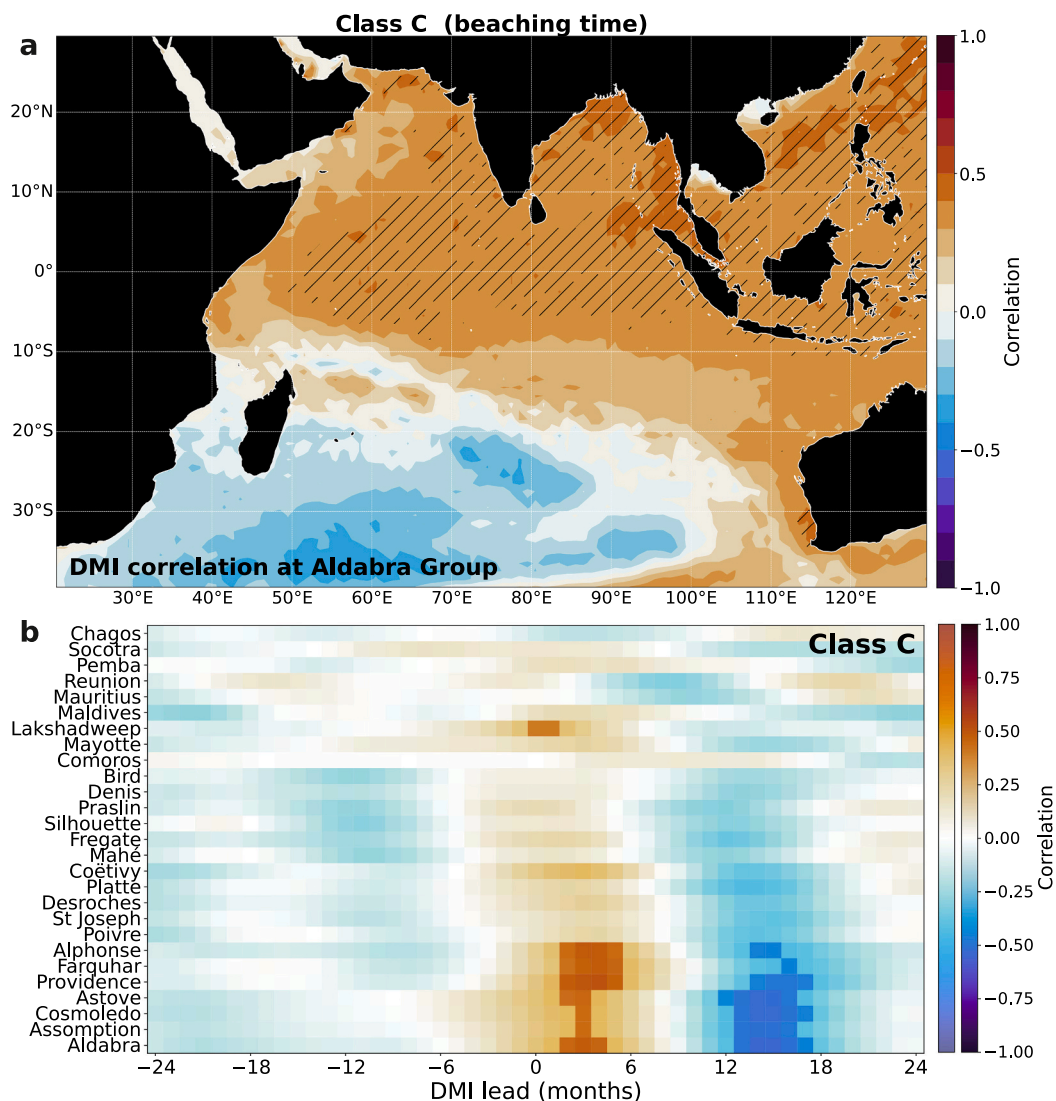 Class C (beaching time)
a
20°N
10°N
0°
10°S
20°S
30°S
30°E
40°E
50°E
60°E
70°E
80°E
90°E
100°E
110°E
120°E
DMI correlation at Aldabra Group
1.0
0.5
0.0
−0.5
−1.0
Correlation
b
Class C
Chagos
Socotra
Pemba
Reunion
Mauritius
Maldives
Lakshadweep
Mayotte
Comoros
Bird
Denis
Praslin
Silhouette
Fregate
Mahé
Coëtivy
Platte
Desroches
St Joseph
Poivre
Alphonse
Farquhar
Providence
Astove
Cosmoledo
Assomption
Aldabra
−24
−18
−12
−6
0
6
12
18
24
DMI lead (months)
1.00
0.75
0.50
0.25
0.00
−0.25
−0.50
−0.75
−1.00
Correlation